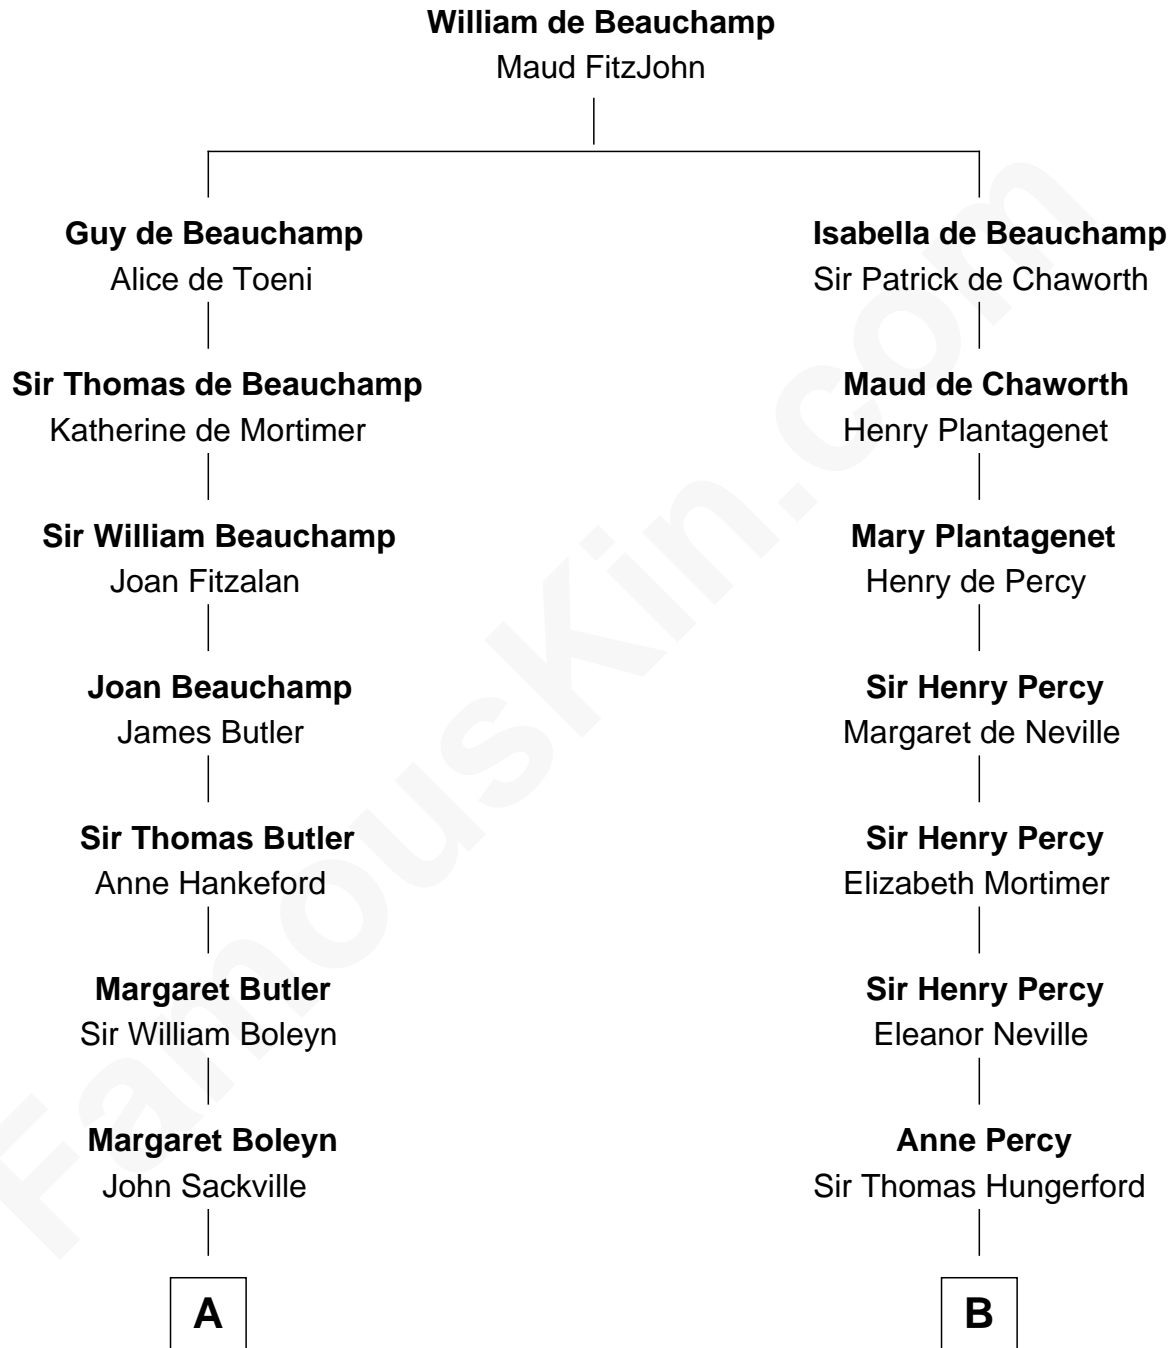 William de Beauchamp
Maud FitzJohn
Guy de Beauchamp
Alice de Toeni
Isabella de Beauchamp
Sir Patrick de Chaworth
Sir Thomas de Beauchamp
Katherine de Mortimer
Maud de Chaworth
Henry Plantagenet
Sir William Beauchamp
Joan Fitzalan
Mary Plantagenet
Henry de Percy
Joan Beauchamp
James Butler
Sir Henry Percy
Margaret de Neville
Sir Thomas Butler
Anne Hankeford
Sir Henry Percy
Elizabeth Mortimer
Margaret Butler
Sir William Boleyn
Sir Henry Percy
Eleanor Neville
Margaret Boleyn
John Sackville
Anne Percy
Sir Thomas Hungerford
A
B
FamousKin.com